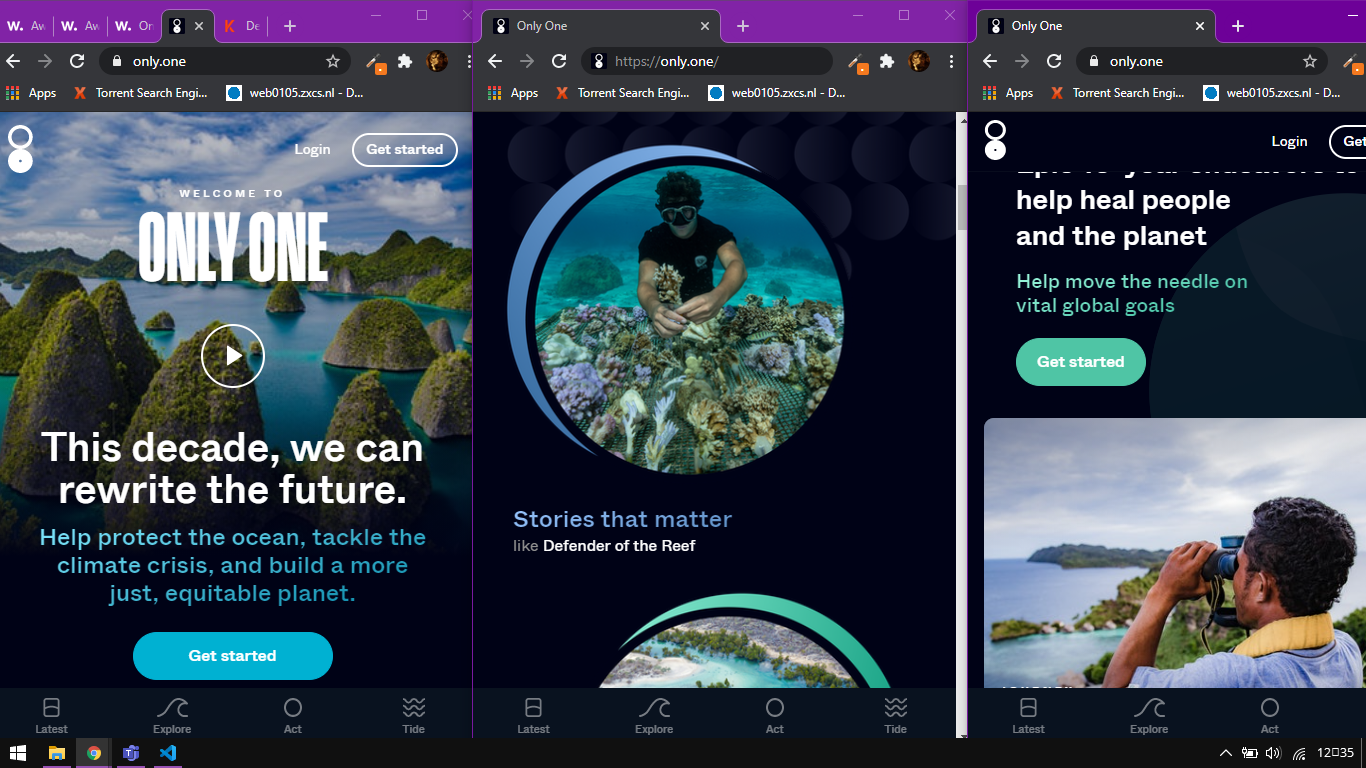 Aw
Aw
On
De
only.one
Apps
Torrent Search Engi...
web0105.zxcs.nl - D...
Login
Get started
WELCOME TO
ONLY ONE
This decade, we can
rewrite the future.
Help protect the ocean, tackle the
climate crisis, and build a more
just, equitable planet.
Get started
Latest
Explore
Act
Tide
Only One
https://only.one/
Apps
Torrent Search Engi...
web0105.zxcs.nl - D...
Stories that matter
like Defender of the Reef
Latest
Explore
Act
Tide
Only One
only.one
Apps
Torrent Search Engi...
web0105.zxcs.nl - D...
Login
Get
help heal people
and the planet
Help move the needle on
vital global goals
Get started
Latest
Explore
Act
12 35